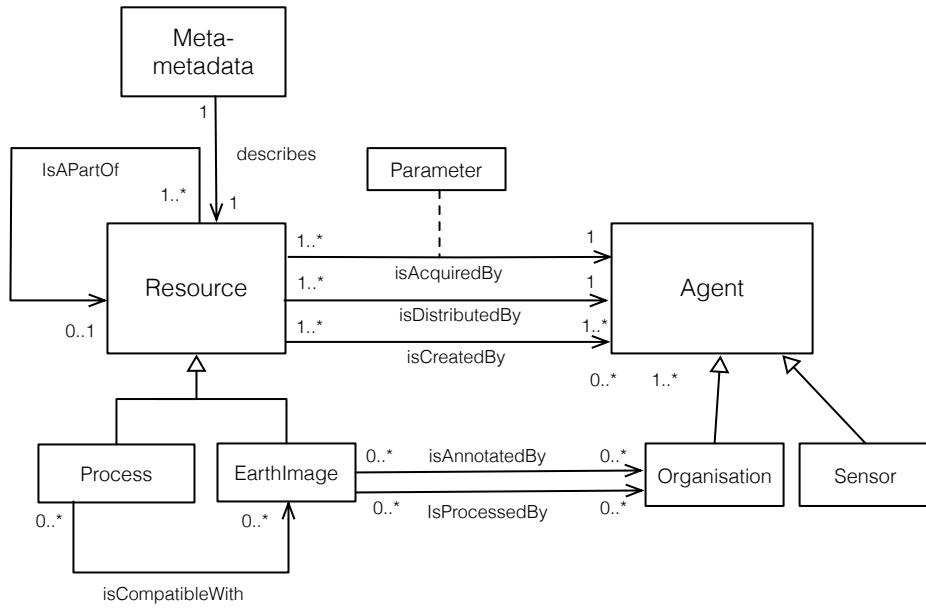 Meta-
metadata
1
describes
IsAPartOf
1..*
1
Parameter
1..*
1
Resource
isAcquiredBy
Agent
1..*
1
isDistributedBy
1..*
1..*
0..1
isCreatedBy
0..*
1..*
Process
EarthImage
0..*
isAnnotatedBy
0..*
Organisation
Sensor
0..*
0..*
0..*
IsProcessedBy
0..*
isCompatibleWith